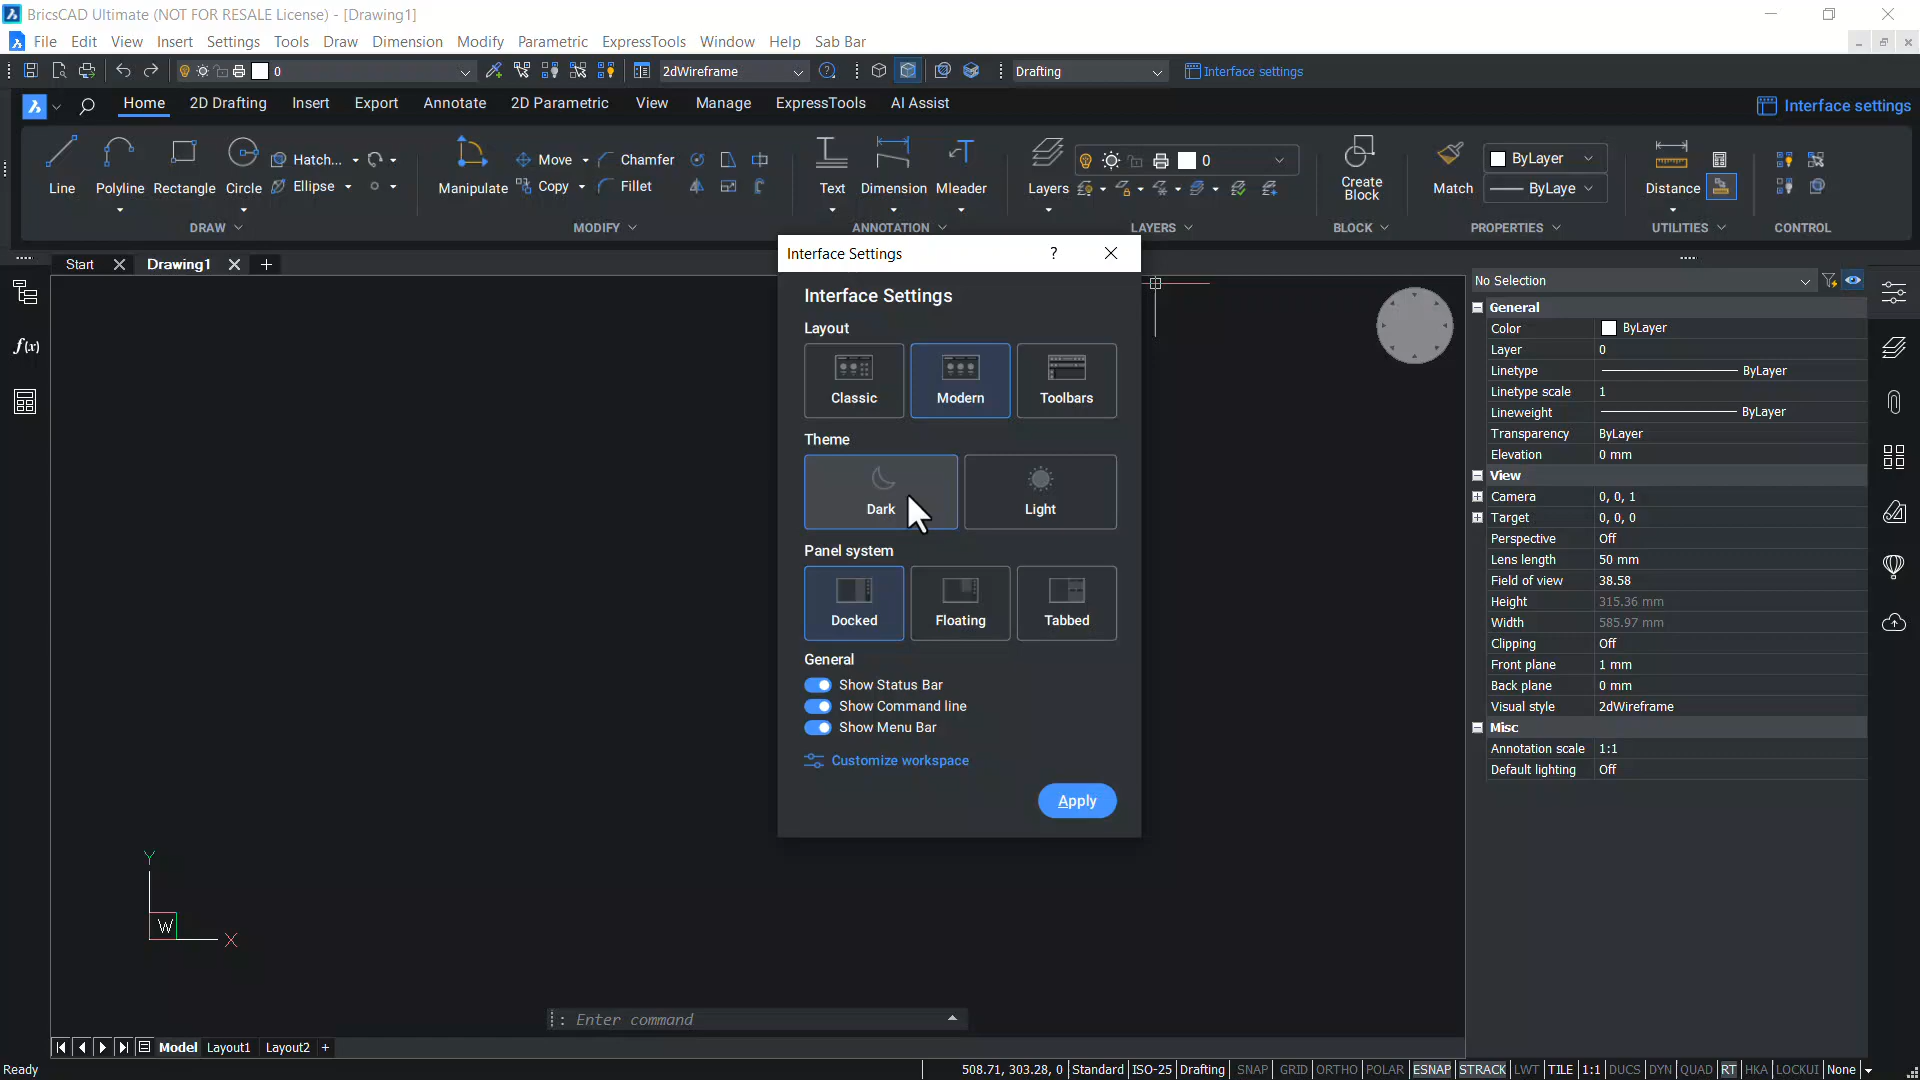 BricsCAD Ultimate (NOT FOR RESALE License) - [Drawing1]
File Edit View Insert Settings Tools Draw Dimension Modify Parametric ExpressTools Window Help Sab Bar
0 2dWireframe Drafting Interface settings
Home 2D Drafting Insert Export Annotate 2D Parametric View Manage ExpressTools AI Assist Interface settings
Hatch... Move Chamfer 0 ByLayer
Line Polyline Rectangle Circle Ellipse Manipulate Copy Fillet Text Dimension Mleader Layers Create Block Match ByLaye Distance
DRAW MODIFY ANNOTATION LAYERS BLOCK PROPERTIES UTILITIES CONTROL
Start Drawing1 +
Interface Settings ?
Interface Settings
Layout
Classic Modern Toolbars
Theme
Dark Light
Panel system
Docked Floating Tabbed
General
Show Status Bar
Show Command line
Show Menu Bar
Customize workspace
Apply
f(x)
No Selection
General
Color ByLayer
Layer 0
Linetype ByLayer
Linetype scale 1
Lineweight ByLayer
Transparency ByLayer
Elevation 0 mm
View
Camera 0, 0, 1
Target 0, 0, 0
Perspective Off
Lens length 50 mm
Field of view 38.58
Height 315.36 mm
Width 585.97 mm
Clipping Off
Front plane 1 mm
Back plane 0 mm
Visual style 2dWireframe
Misc
Annotation scale 1:1
Default lighting Off
Y
W X
: Enter command
Model Layout1 Layout2 +
Ready 508.71, 303.28, 0 Standard ISO-25 Drafting SNAP GRID ORTHO POLAR ESNAP STRACK LWT TILE 1:1 DUCS DYN QUAD RT HKA LOCKUI None